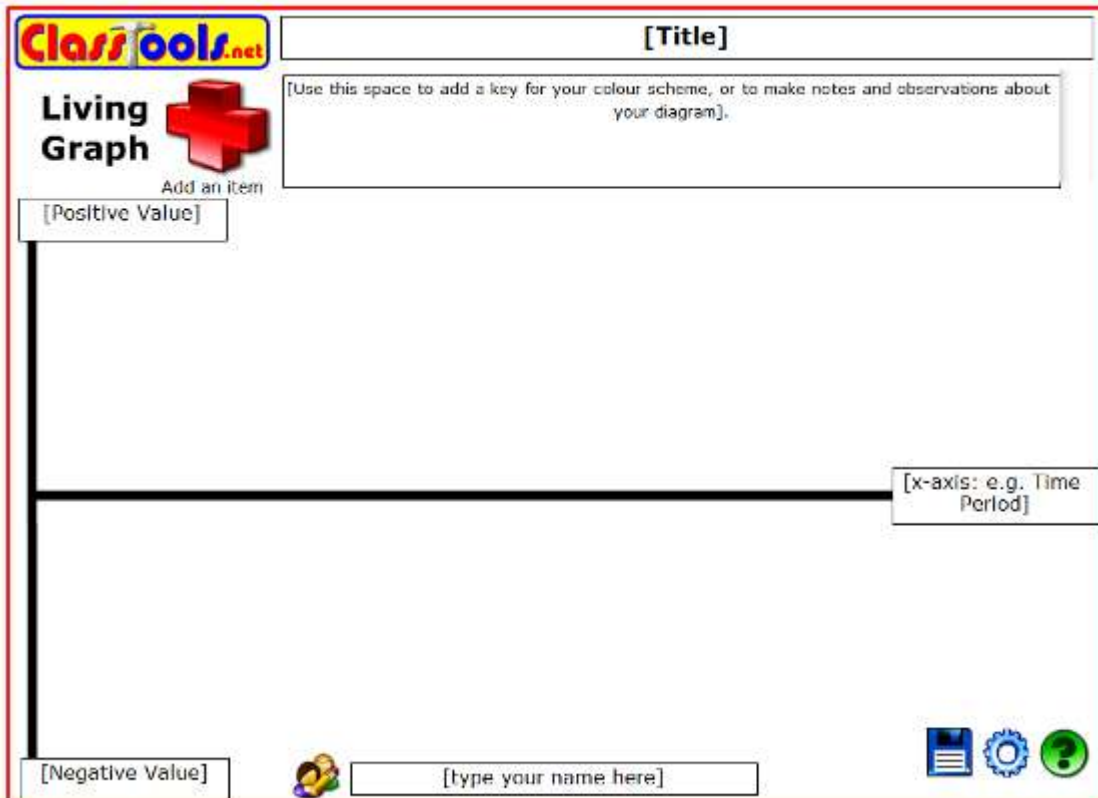 ClassTools.net
[Title]
Living
Graph
Add an item
[Use this space to add a key for your colour scheme, or to make notes and observations about
your diagram].
[Positive Value]
[x-axis: e.g. Time
Period]
[Negative Value]
[type your name here]
?